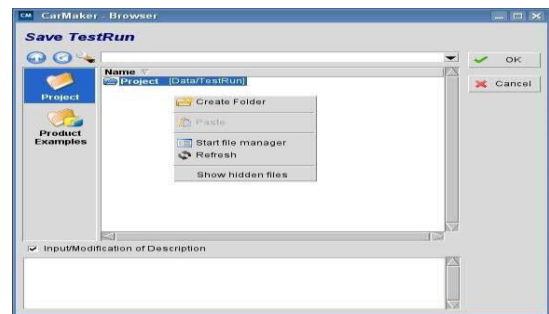 CM CarMaker - Browser
Save TestRun
OK
Cancel
Name
Project [Data/TestRun]
Project
Product
Examples
Create Folder
Paste
Start file manager
Refresh
Show hidden files
Input/Modification of Description